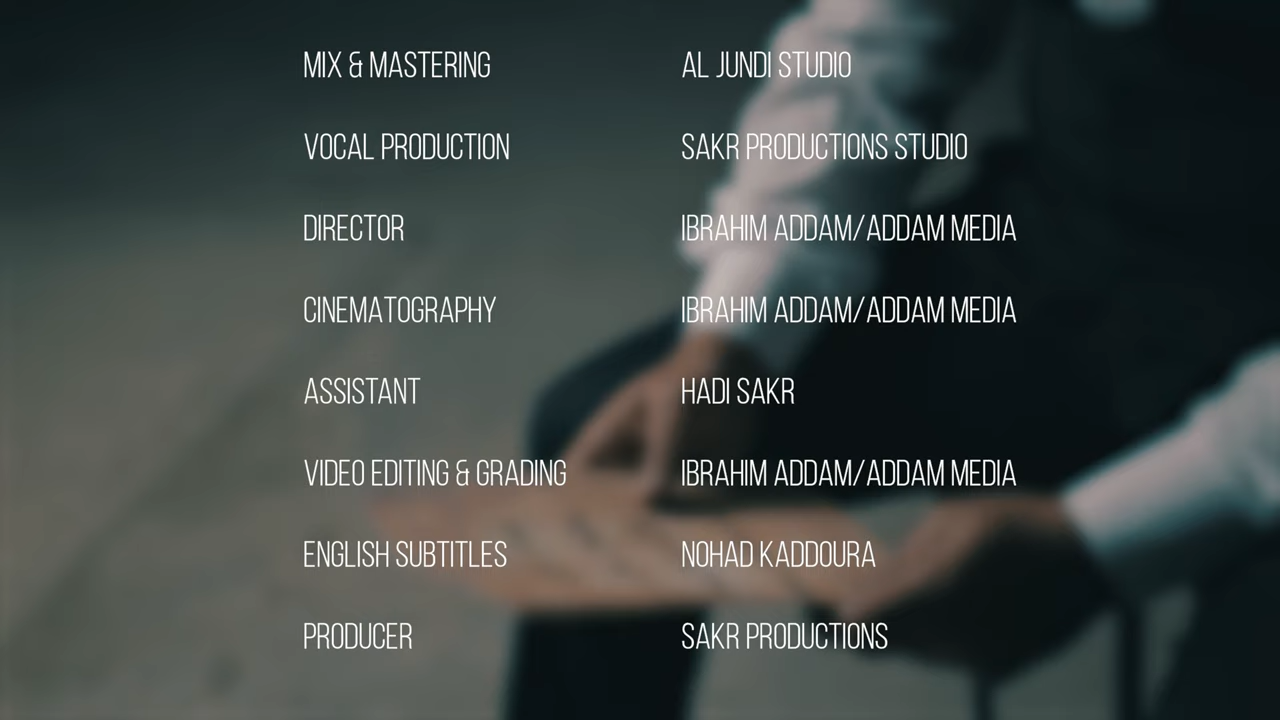 MIX & MASTERING AL JUNDI STUDIO
VOCAL PRODUCTION SAKR PRODUCTIONS STUDIO
DIRECTOR IBRAHIM ADDAM/ADDAM MEDIA
CINEMATOGRAPHY IBRAHIM ADDAM/ADDAM MEDIA
ASSISTANT HADI SAKR
VIDEO EDITING & GRADING IBRAHIM ADDAM/ADDAM MEDIA
ENGLISH SUBTITLES NOHAD KADDOURA
PRODUCER SAKR PRODUCTIONS